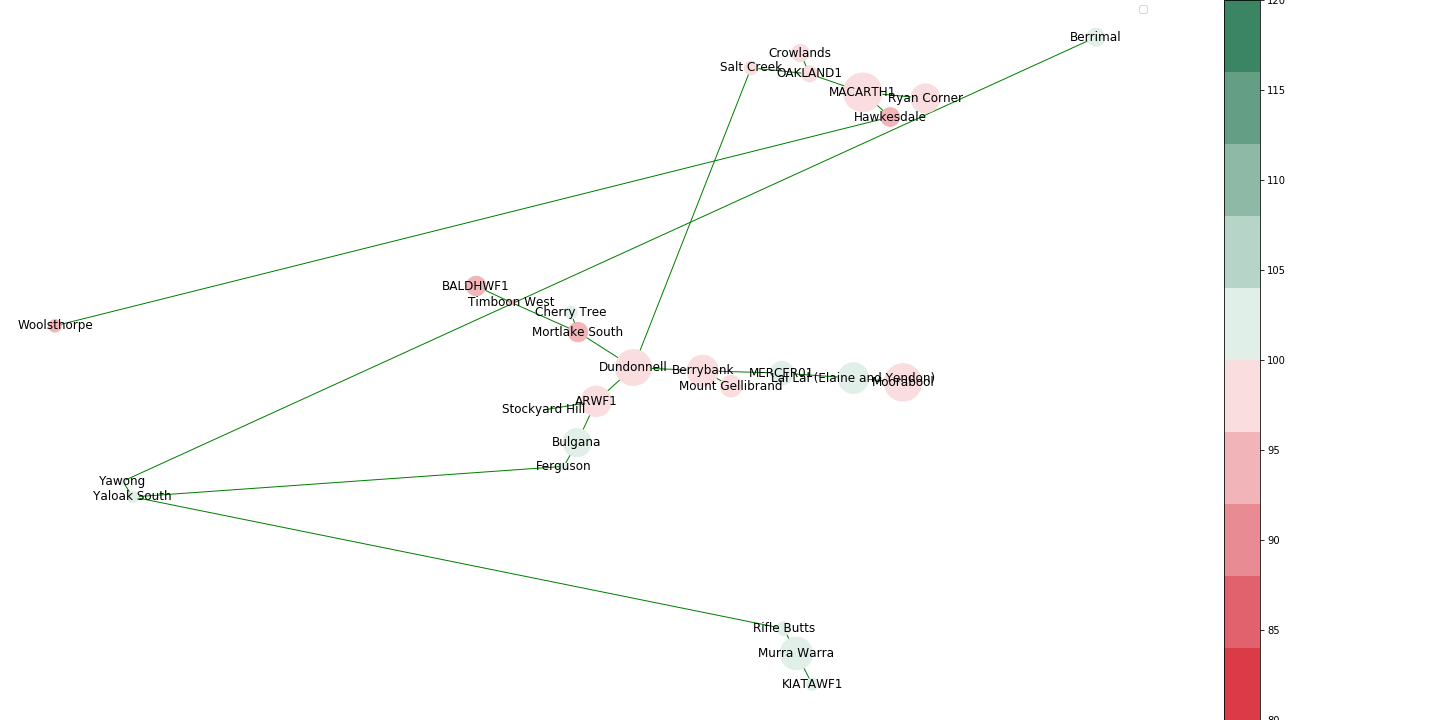 120
Berrimal
Crowlands
Salt Creek
OAKLAND1
MACARTH1
Ryan Corner
Hawkesdale
115
110
105
BALDHWF1
Timboon West
Cherry Tree
Woolsthorpe
Mortlake South
100
Dundonnell
Berrybank
MERCER01
Lal Lal (Elaine and Yendon)
Moorabool
Mount Gellibrand
ARWF1
Stockyard Hill
Bulgana
95
Ferguson
Yawong
Yaloak South
90
Rifle Butts
85
Murra Warra
KIATAWF1
80